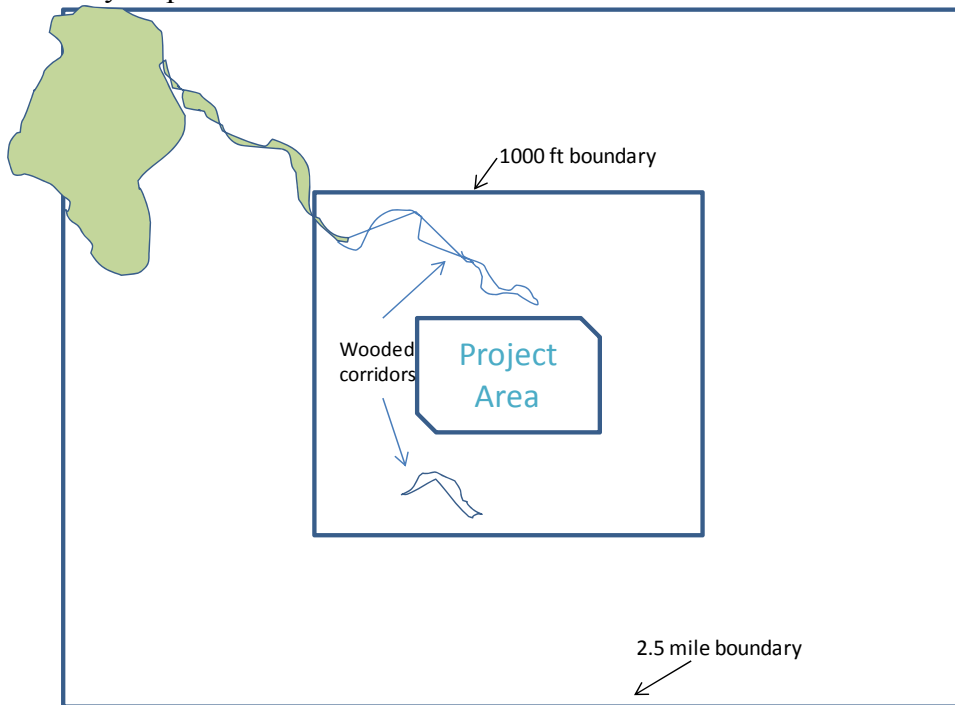 1000 ft boundary
Wooded
corridors
Project
Area
2.5 mile boundary